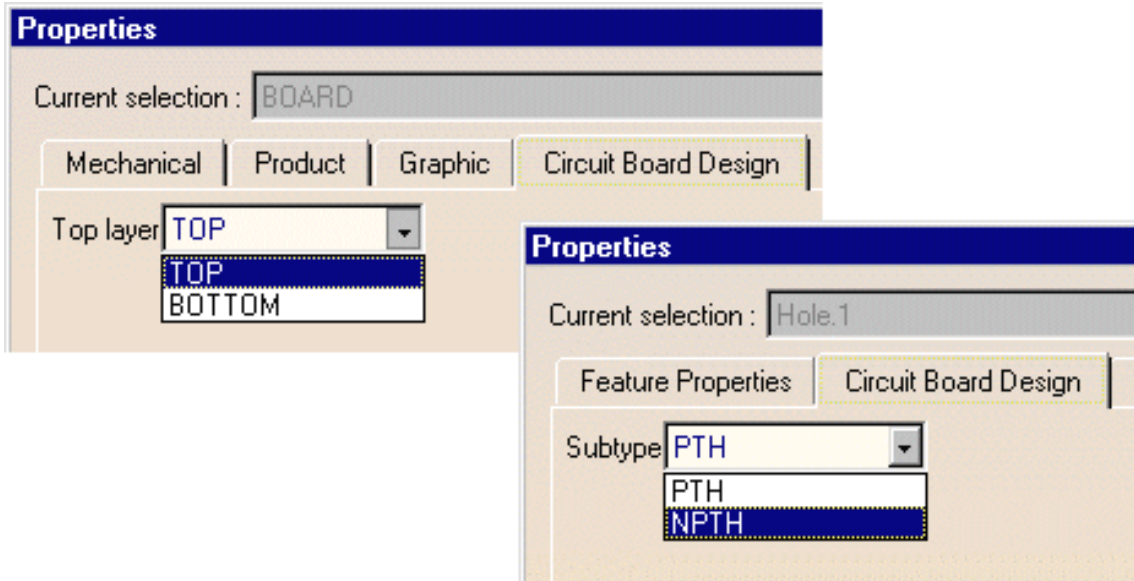 Properties
Current selection : BOARD
Mechanical Product Graphic Circuit Board Design
Top layer TOP
TOP
BOTTOM
Properties
Current selection : Hole.1
Feature Properties Circuit Board Design
Subtype PTH
PTH
NPTH